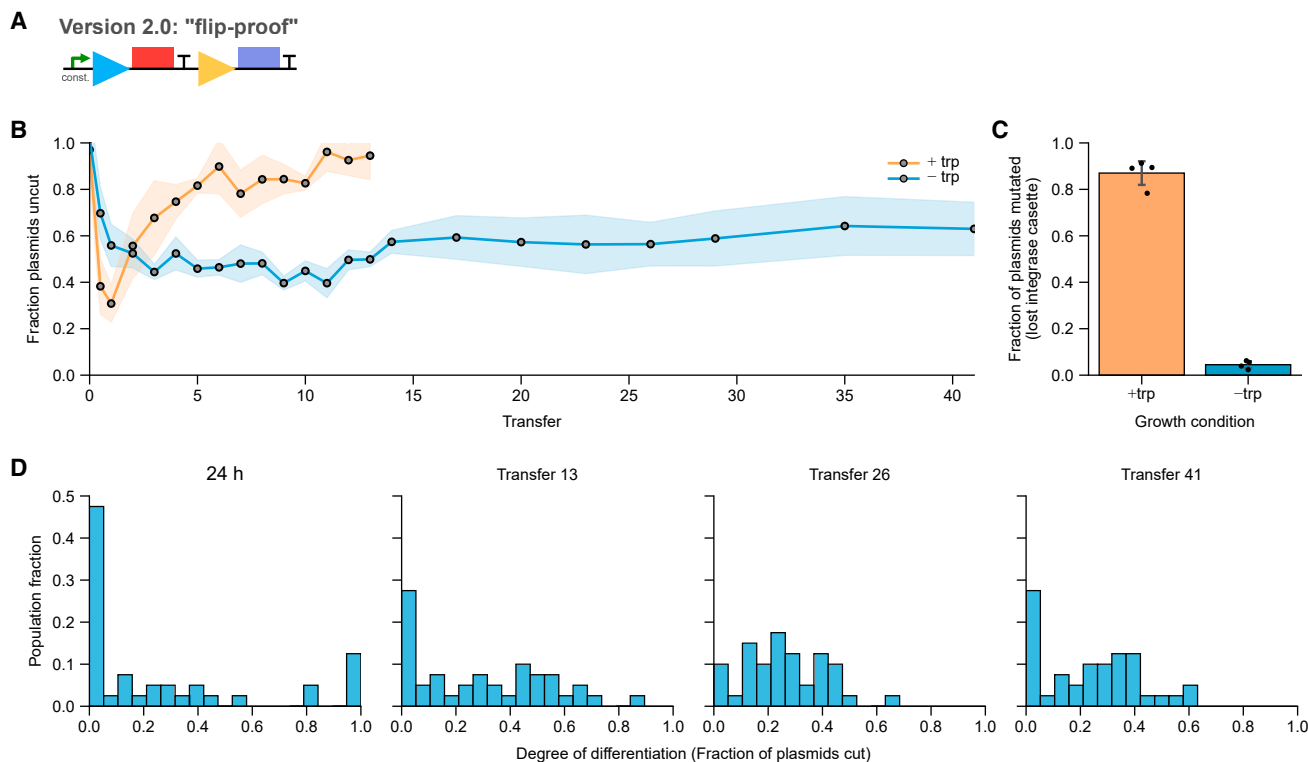 A
Version 2.0: "flip-proof"
const.
B
1.0
0.8
0.6
0.4
0.2
0.0
Fraction plasmids uncut
0 5 10 15 20 25 30 35 40
Transfer
+ trp
− trp
C
1.0
0.8
0.6
0.4
0.2
0.0
Fraction of plasmids mutated
(lost integrase casette)
+trp −trp
Growth condition
D
24 h
Transfer 13
Transfer 26
Transfer 41
0.5
0.4
0.3
0.2
0.1
0.0
Population fraction
0.0 0.2 0.4 0.6 0.8 1.0
0.0 0.2 0.4 0.6 0.8 1.0
0.0 0.2 0.4 0.6 0.8 1.0
0.0 0.2 0.4 0.6 0.8 1.0
Degree of differentiation (Fraction of plasmids cut)